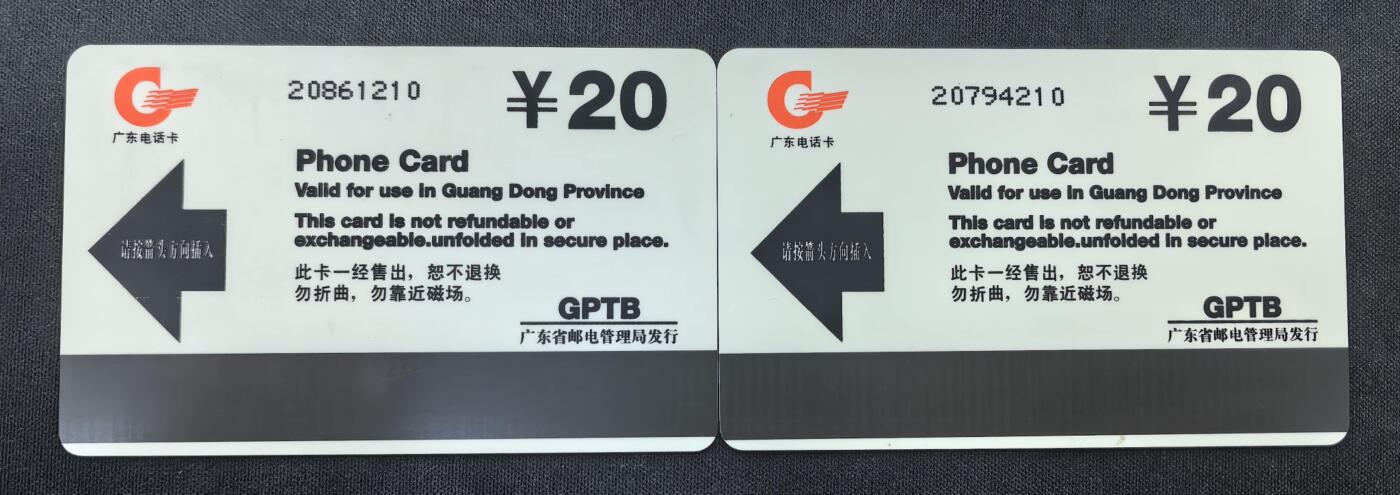 广东电话卡
20861210
¥20
Phone Card
Valid for use in Guang Dong Province
This card is not refundable or
exchangeable.unfolded in secure place.
请按箭头方向插入
此卡一经售出，恕不退换
勿折曲，勿靠近磁场。
GPTB
广东省邮电管理局发行
广东电话卡
20794210
¥20
Phone Card
Valid for use in Guang Dong Province
This card is not refundable or
exchangeable.unfolded in secure place.
请按箭头方向插入
此卡一经售出，恕不退换
勿折曲，勿靠近磁场。
GPTB
广东省邮电管理局发行